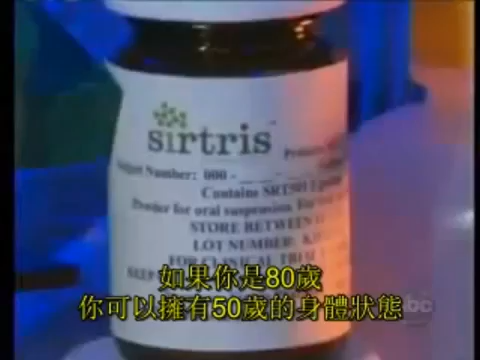 sirtris
Subject Number: 000 -
Contains SRT501
Powder for oral suspension.
STORE BETWEEN
LOT NUMBER:
FOR CLINICAL TRIAL
KEEP
如果你是80歲
你可以擁有50歲的身體狀態
abc